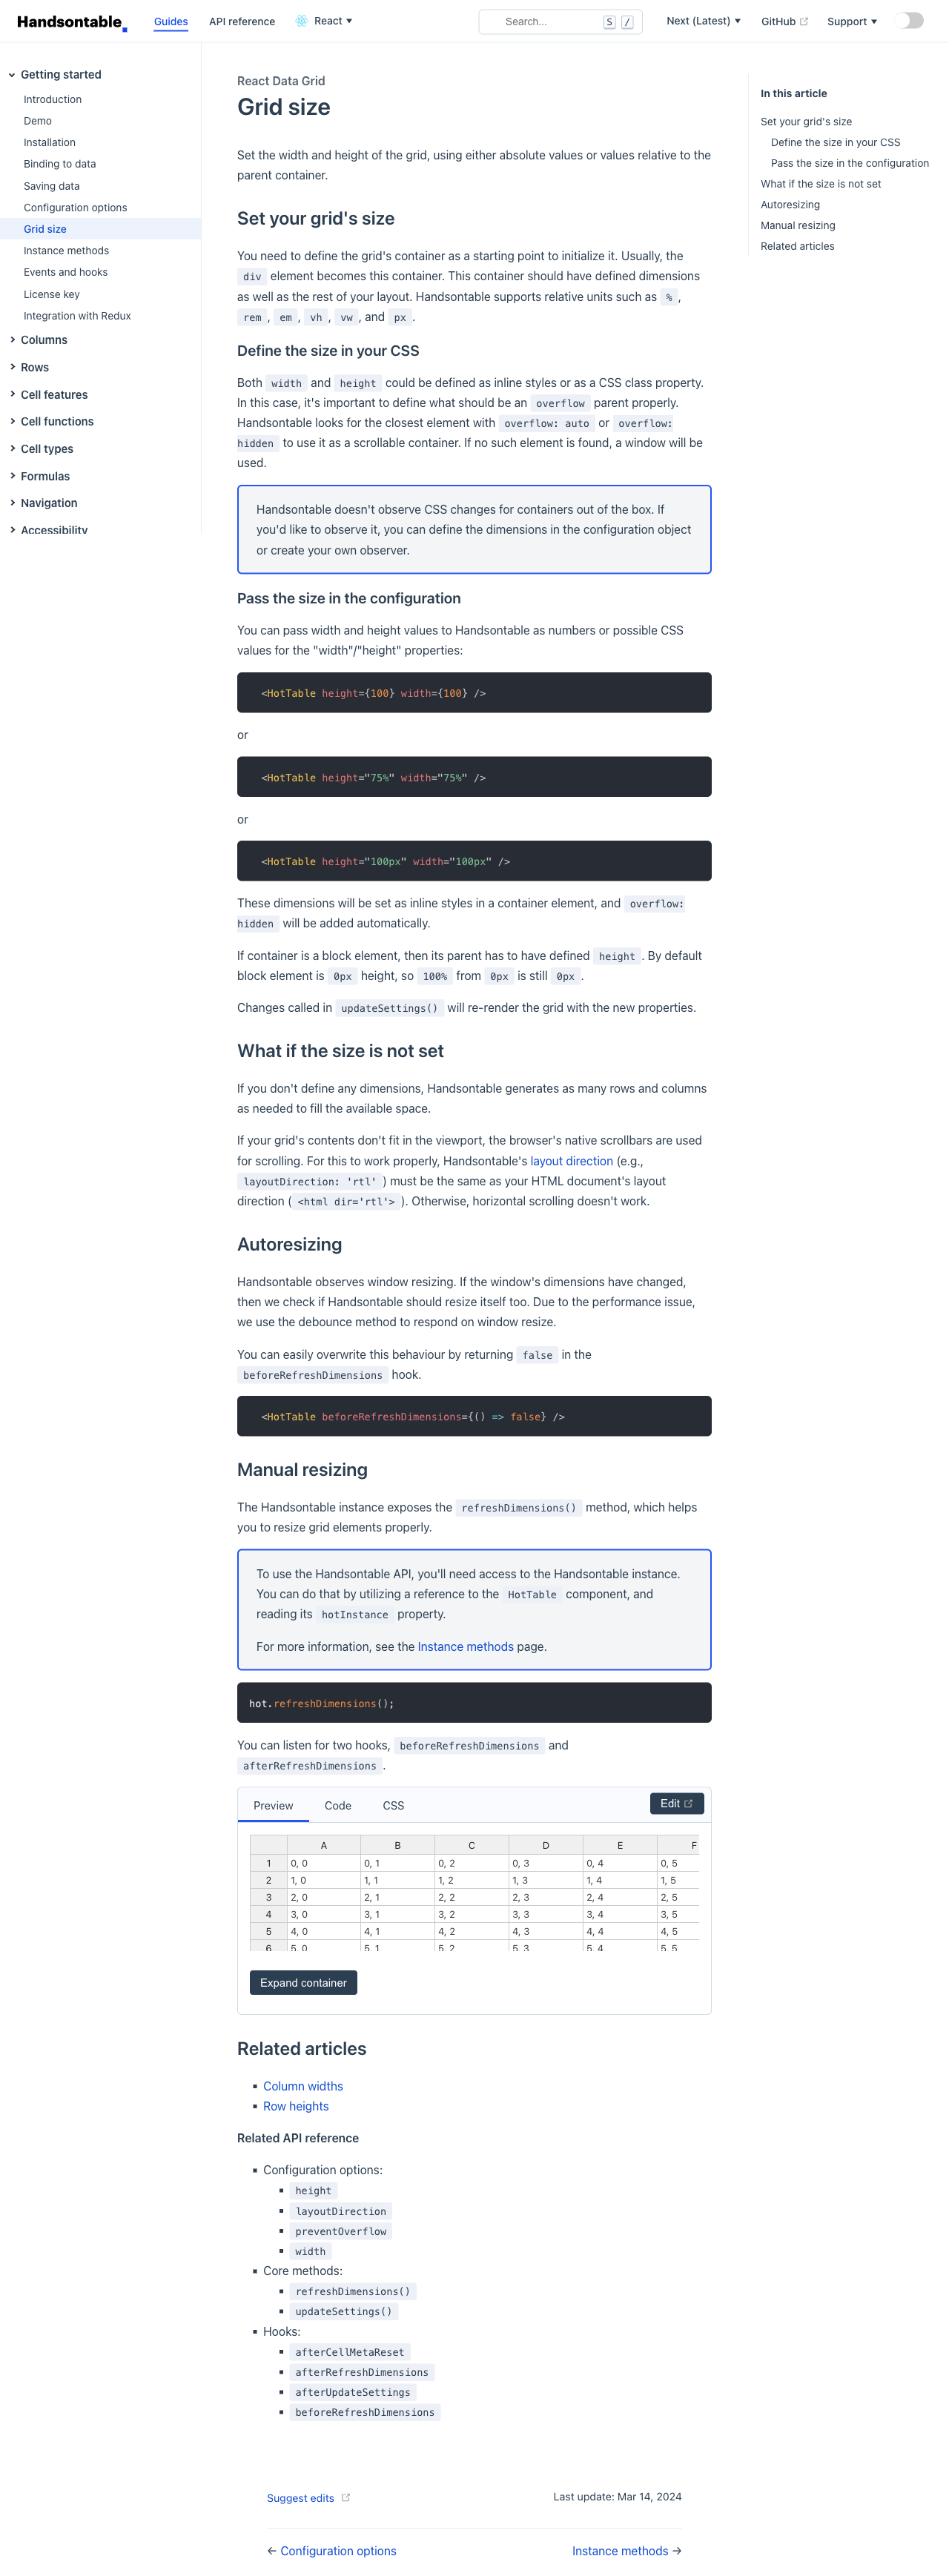 Handsontable
Guides
API reference
React
Search...
S
/
Next (Latest)
GitHub
Support
Getting started
Introduction
Demo
Installation
Binding to data
Saving data
Configuration options
Grid size
Instance methods
Events and hooks
License key
Integration with Redux
Columns
Rows
Cell features
Cell functions
Cell types
Formulas
Navigation
Accessibility
React Data Grid
Grid size
Set the width and height of the grid, using either absolute values or values relative to the
parent container.
Set your grid's size
You need to define the grid's container as a starting point to initialize it. Usually, the
div element becomes this container. This container should have defined dimensions
as well as the rest of your layout. Handsontable supports relative units such as % ,
rem , em , vh , vw , and px .
Define the size in your CSS
Both width and height could be defined as inline styles or as a CSS class property.
In this case, it's important to define what should be an overflow parent properly.
Handsontable looks for the closest element with overflow: auto or overflow:
hidden to use it as a scrollable container. If no such element is found, a window will be
used.
Handsontable doesn't observe CSS changes for containers out of the box. If
you'd like to observe it, you can define the dimensions in the configuration object
or create your own observer.
Pass the size in the configuration
You can pass width and height values to Handsontable as numbers or possible CSS
values for the "width"/"height" properties:
<HotTable height={100} width={100} />
or
<HotTable height="75%" width="75%" />
or
<HotTable height="100px" width="100px" />
These dimensions will be set as inline styles in a container element, and overflow:
hidden will be added automatically.
If container is a block element, then its parent has to have defined height . By default
block element is 0px height, so 100% from 0px is still 0px .
Changes called in updateSettings() will re-render the grid with the new properties.
What if the size is not set
If you don't define any dimensions, Handsontable generates as many rows and columns
as needed to fill the available space.
If your grid's contents don't fit in the viewport, the browser's native scrollbars are used
for scrolling. For this to work properly, Handsontable's layout direction (e.g.,
layoutDirection: 'rtl' ) must be the same as your HTML document's layout
direction ( <html dir='rtl'> ). Otherwise, horizontal scrolling doesn't work.
Autoresizing
Handsontable observes window resizing. If the window's dimensions have changed,
then we check if Handsontable should resize itself too. Due to the performance issue,
we use the debounce method to respond on window resize.
You can easily overwrite this behaviour by returning false in the
beforeRefreshDimensions hook.
<HotTable beforeRefreshDimensions={() => false} />
Manual resizing
The Handsontable instance exposes the refreshDimensions() method, which helps
you to resize grid elements properly.
To use the Handsontable API, you'll need access to the Handsontable instance.
You can do that by utilizing a reference to the HotTable component, and
reading its hotInstance property.
For more information, see the Instance methods page.
hot.refreshDimensions();
You can listen for two hooks, beforeRefreshDimensions and
afterRefreshDimensions .
Preview
Code
CSS
Edit
A B C D E F
1 0, 0 0, 1 0, 2 0, 3 0, 4 0, 5
2 1, 0 1, 1 1, 2 1, 3 1, 4 1, 5
3 2, 0 2, 1 2, 2 2, 3 2, 4 2, 5
4 3, 0 3, 1 3, 2 3, 3 3, 4 3, 5
5 4, 0 4, 1 4, 2 4, 3 4, 4 4, 5
6 5, 0 5, 1 5, 2 5, 3 5, 4 5, 5
Expand container
Related articles
Column widths
Row heights
Related API reference
Configuration options:
height
layoutDirection
preventOverflow
width
Core methods:
refreshDimensions()
updateSettings()
Hooks:
afterCellMetaReset
afterRefreshDimensions
afterUpdateSettings
beforeRefreshDimensions
Suggest edits
Last update: Mar 14, 2024
← Configuration options
Instance methods →
In this article
Set your grid's size
Define the size in your CSS
Pass the size in the configuration
What if the size is not set
Autoresizing
Manual resizing
Related articles